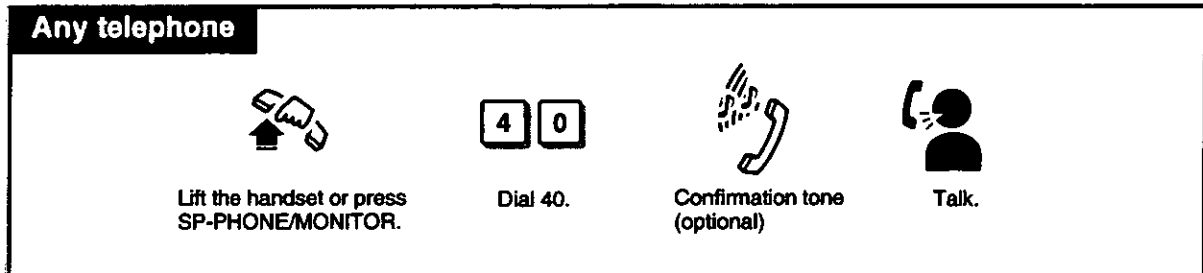 Any telephone
4 0
Lift the handset or press
SP-PHONE/MONITOR.
Dial 40.
Confirmation tone
(optional)
Talk.